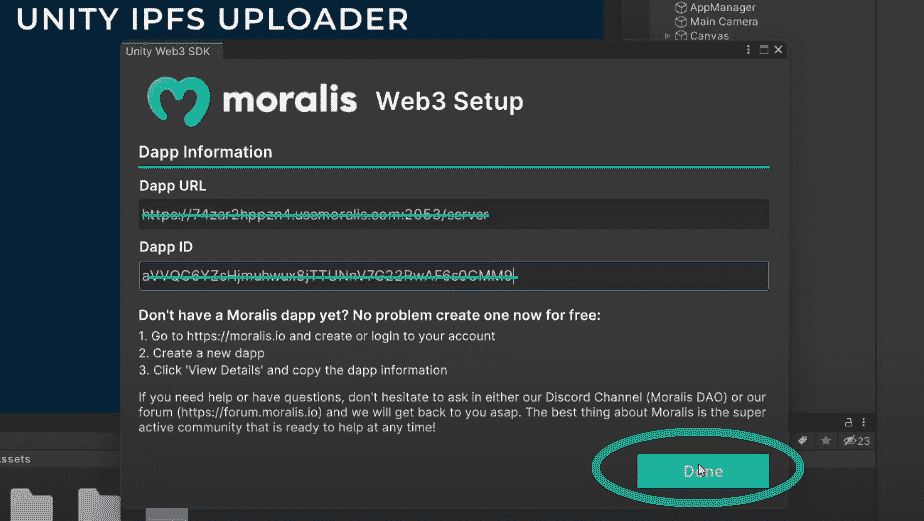 UNITY IPFS UPLOADER
AppManager
Main Camera
Canvas
Unity Web3 SDK
moralis Web3 Setup
Dapp Information
Dapp URL
Dapp ID
Don't have a Moralis dapp yet? No problem create one now for free:
1. Go to https://moralis.io and create or login to your account
2. Create a new dapp
3. Click 'View Details' and copy the dapp information
If you need help or have questions, don't hesitate to ask in either our Discord Channel (Moralis DAO) or our
forum (https://forum.moralis.io) and we will get back to you asap. The best thing about Moralis is the super
active community that is ready to help at any time!
23
ssets
Done